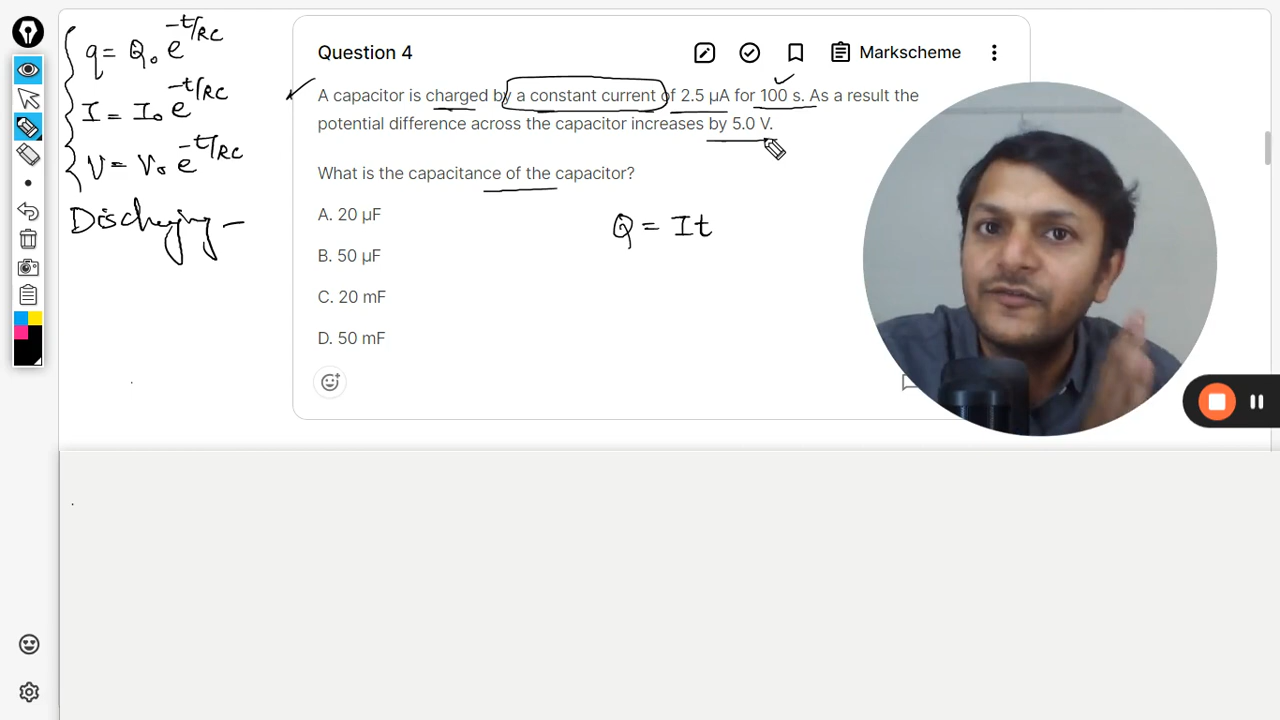 q = Q₀ e^-t/RC
I = I₀ e^-t/RC
V = V₀ e^-t/RC
Discharging -
Question 4
Markscheme
A capacitor is charged by a constant current of 2.5 µA for 100 s. As a result the
potential difference across the capacitor increases by 5.0 V.
What is the capacitance of the capacitor?
A. 20 µF
B. 50 µF
C. 20 mF
D. 50 mF
Q = It